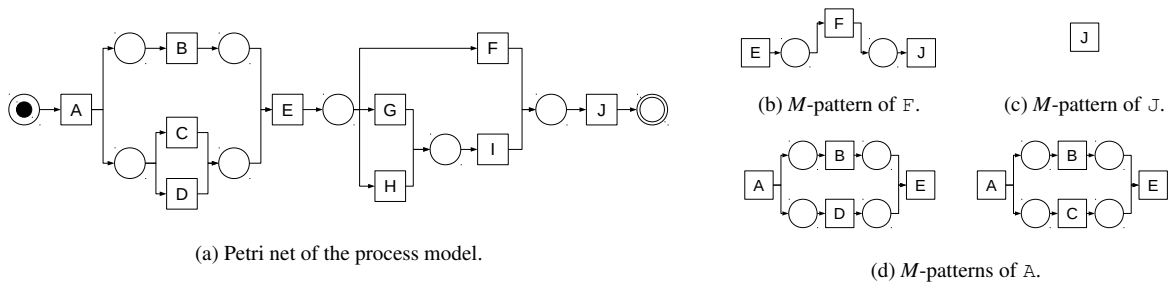 A
B
C
D
E
F
G
H
I
J
(a) Petri net of the process model.
E
F
J
(b) M-pattern of F.
J
(c) M-pattern of J.
A
B
D
E
A
B
C
E
(d) M-patterns of A.